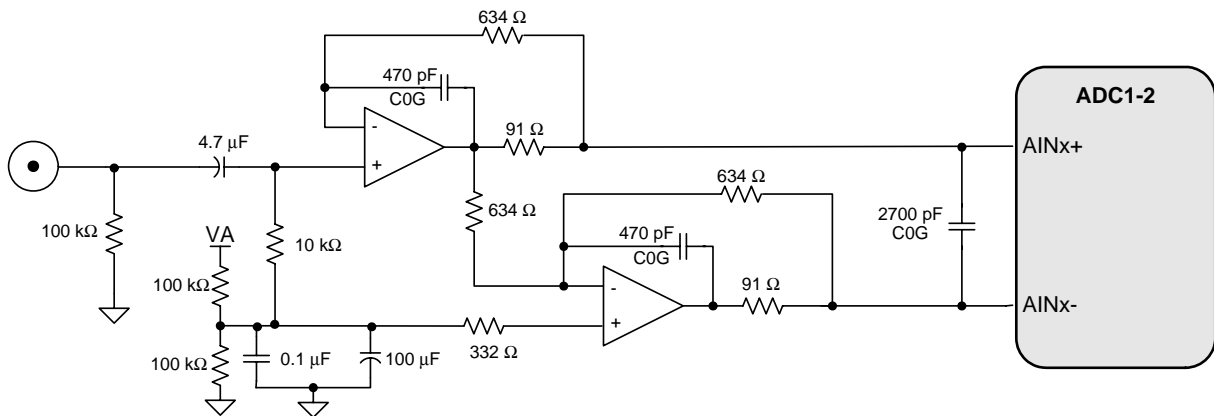 634 Ω
470 pF
C0G
ADC1-2
-
+
91 Ω
4.7 µF
AINx+
100 kΩ
VA
10 kΩ
634 Ω
634 Ω
470 pF
C0G
2700 pF
C0G
100 kΩ
91 Ω
-
+
AINx-
100 kΩ
0.1 µF
100 µF
332 Ω